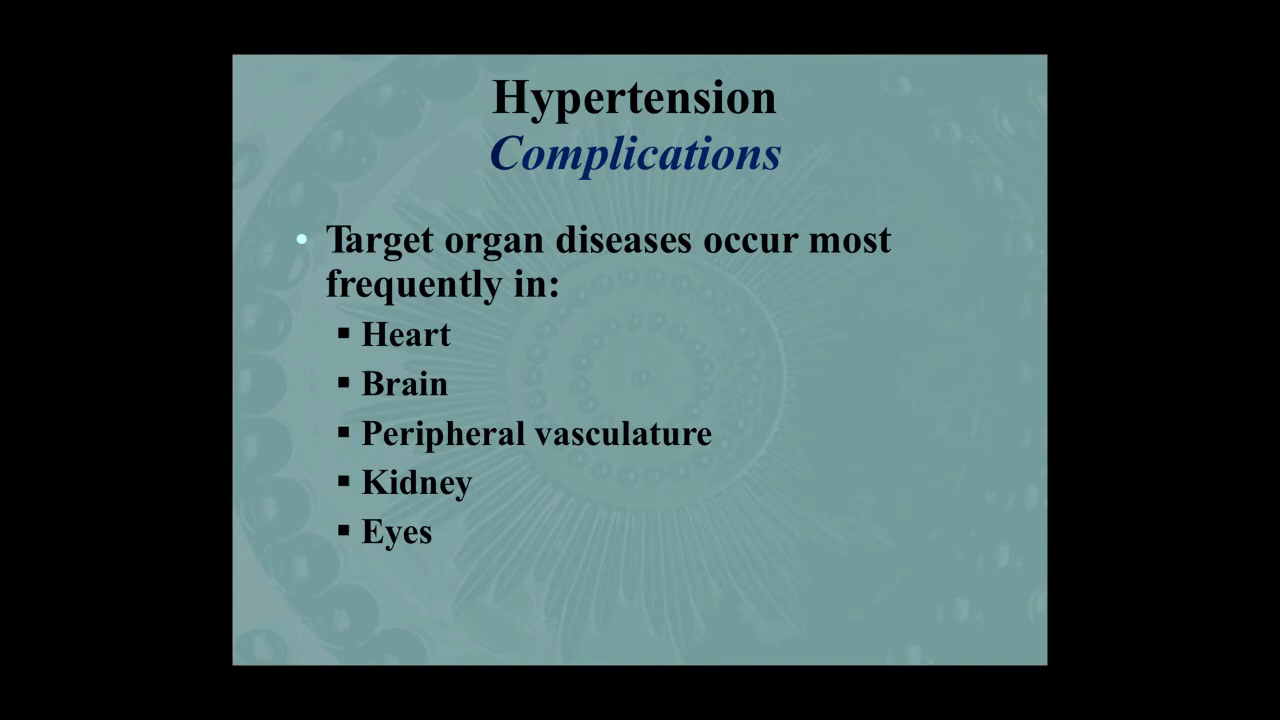 Hypertension
Complications
• Target organ diseases occur most
frequently in:
▪ Heart
▪ Brain
▪ Peripheral vasculature
▪ Kidney
▪ Eyes